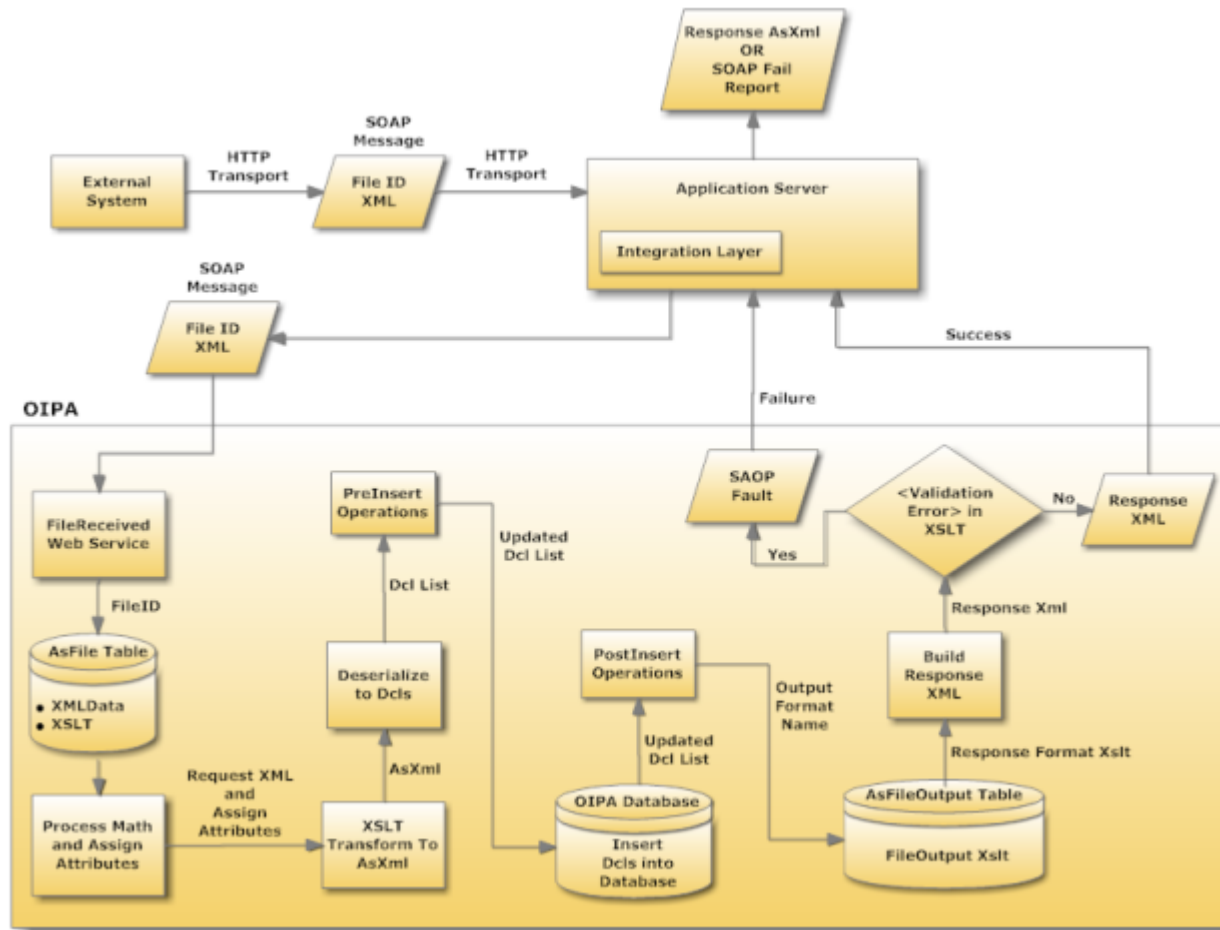 Response AsXml
OR
SOAP Fail
Report
SOAP
Message
HTTP
Transport
HTTP
Transport
External
System
File ID
XML
Application Server
Integration Layer
SOAP
Message
File ID
XML
Success
Failure
OIPA
FileReceived
Web Service
FileID
AsFile Table
• XMLData
• XSLT
Process Math
and Assign
Attributes
Request XML
and
Assign
Attributes
XSLT
Transform To
AsXml
AsXml
Deserialize
to Dcls
Dcl List
PreInsert
Operations
Updated
Dcl List
OIPA Database
Insert
Dcls into
Database
Updated
Dcl List
PostInsert
Operations
Output
Format
Name
AsFileOutput Table
FileOutput Xslt
Response Format Xslt
Build
Response
XML
Response Xml
<Validation
Error> in
XSLT
Yes
SAOP
Fault
No
Response
XML